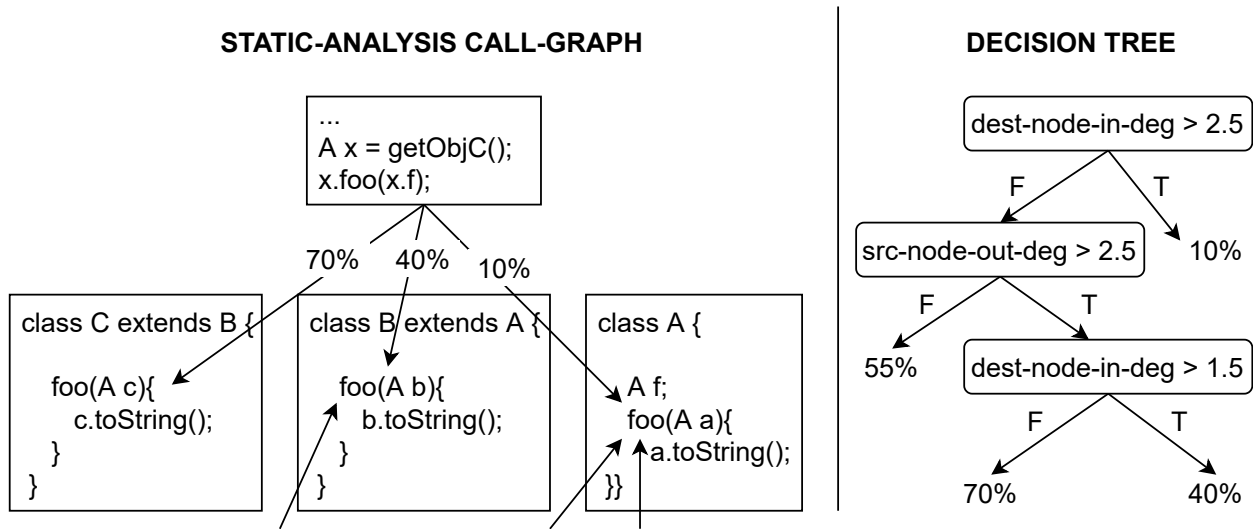 STATIC-ANALYSIS CALL-GRAPH
...
A x = getObjC();
x.foo(x.f);
70%
40%
10%
class C extends B {
foo(A c){
c.toString();
}
}
class B extends A {
foo(A b){
b.toString();
}
}
class A {
A f;
foo(A a){
a.toString();
}}
DECISION TREE
dest-node-in-deg > 2.5
F
T
src-node-out-deg > 2.5
10%
F
T
55%
dest-node-in-deg > 1.5
F
T
70%
40%